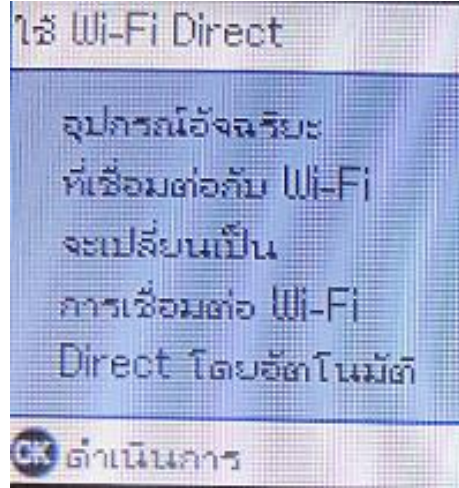 ใช้ Wi-Fi Direct
อุปกรณ์อัจฉริยะ
ที่เชื่อมต่อกับ Wi-Fi
จะเปลี่ยนเป็น
การเชื่อมต่อ Wi-Fi
Direct โดยอัตโนมัติ
OK ดำเนินการ